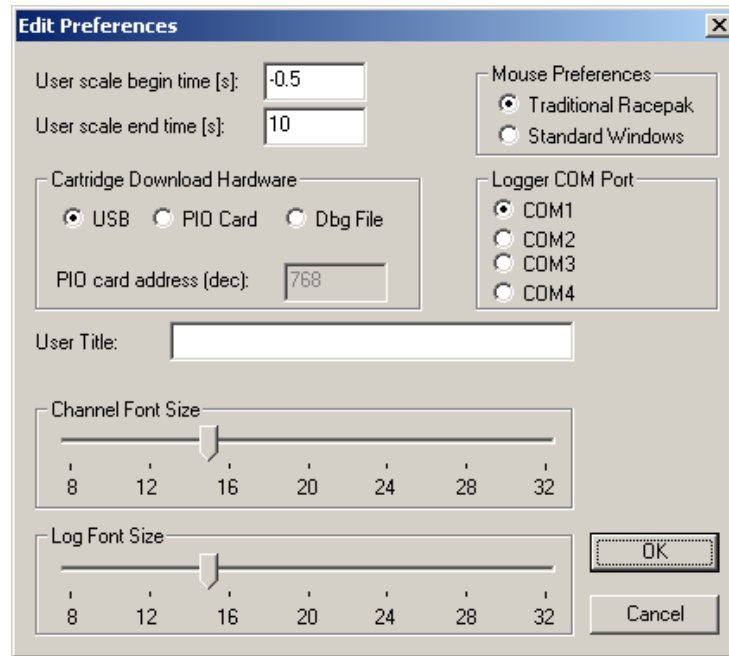 Edit Preferences
User scale begin time [s]: -0.5
User scale end time [s]: 10
Mouse Preferences
Traditional Racepak
Standard Windows
Cartridge Download Hardware
USB PIO Card Dbg File
PIO card address (dec): 768
Logger COM Port
COM1
COM2
COM3
COM4
User Title:
Channel Font Size
8 12 16 20 24 28 32
Log Font Size
8 12 16 20 24 28 32
OK
Cancel